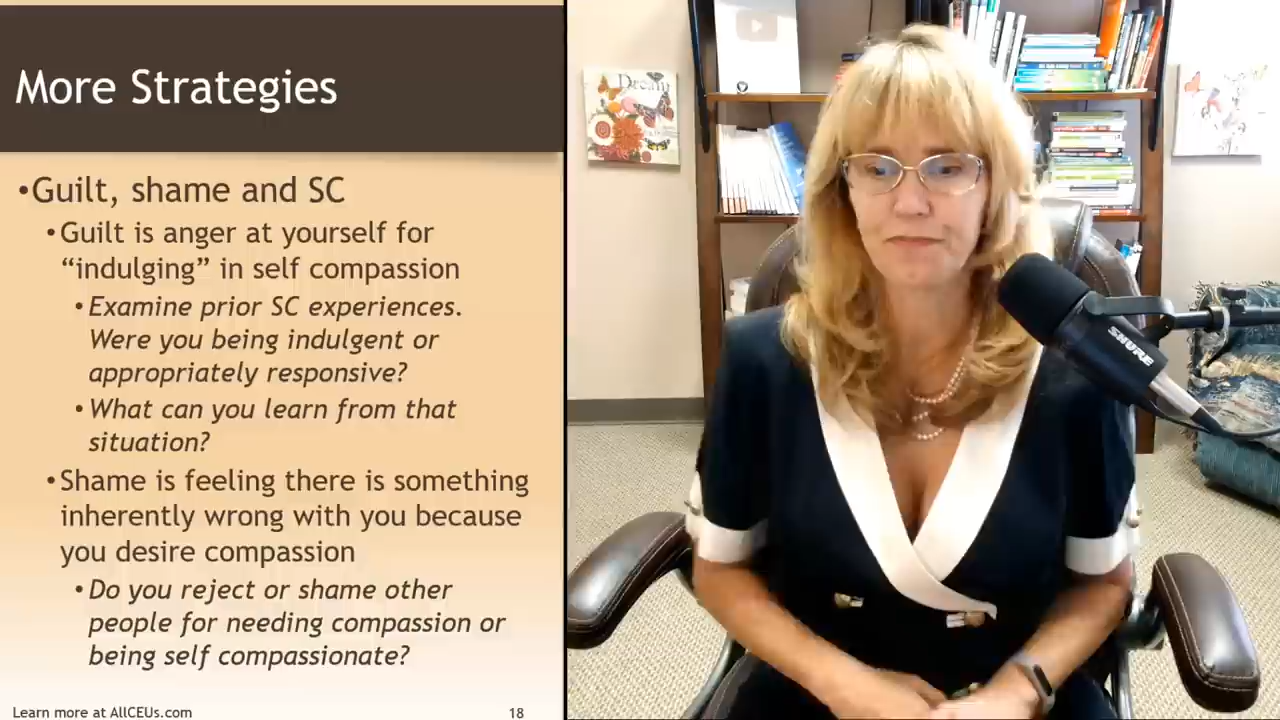 More Strategies
•Guilt, shame and SC
•Guilt is anger at yourself for
“indulging” in self compassion
•Examine prior SC experiences.
Were you being indulgent or
appropriately responsive?
•What can you learn from that
situation?
•Shame is feeling there is something
inherently wrong with you because
you desire compassion
•Do you reject or shame other
people for needing compassion or
being self compassionate?
Learn more at AllCEUs.com
18
Dream
SHURE